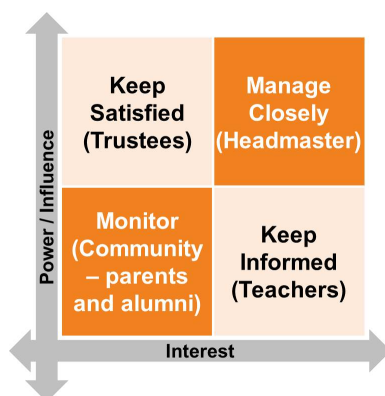 Keep
Satisfied
(Trustees)
Manage
Closely
(Headmaster)
Power / Influence
Monitor
(Community
– parents
and alumni)
Keep
Informed
(Teachers)
Interest